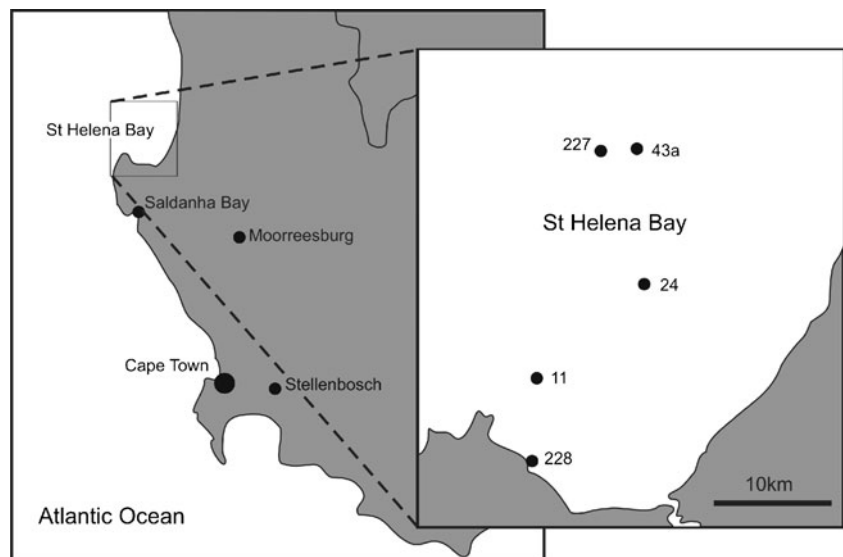 St Helena Bay
Saldanha Bay
Moorreesburg
Cape Town
Stellenbosch
Atlantic Ocean
227
43a
St Helena Bay
24
11
228
10km